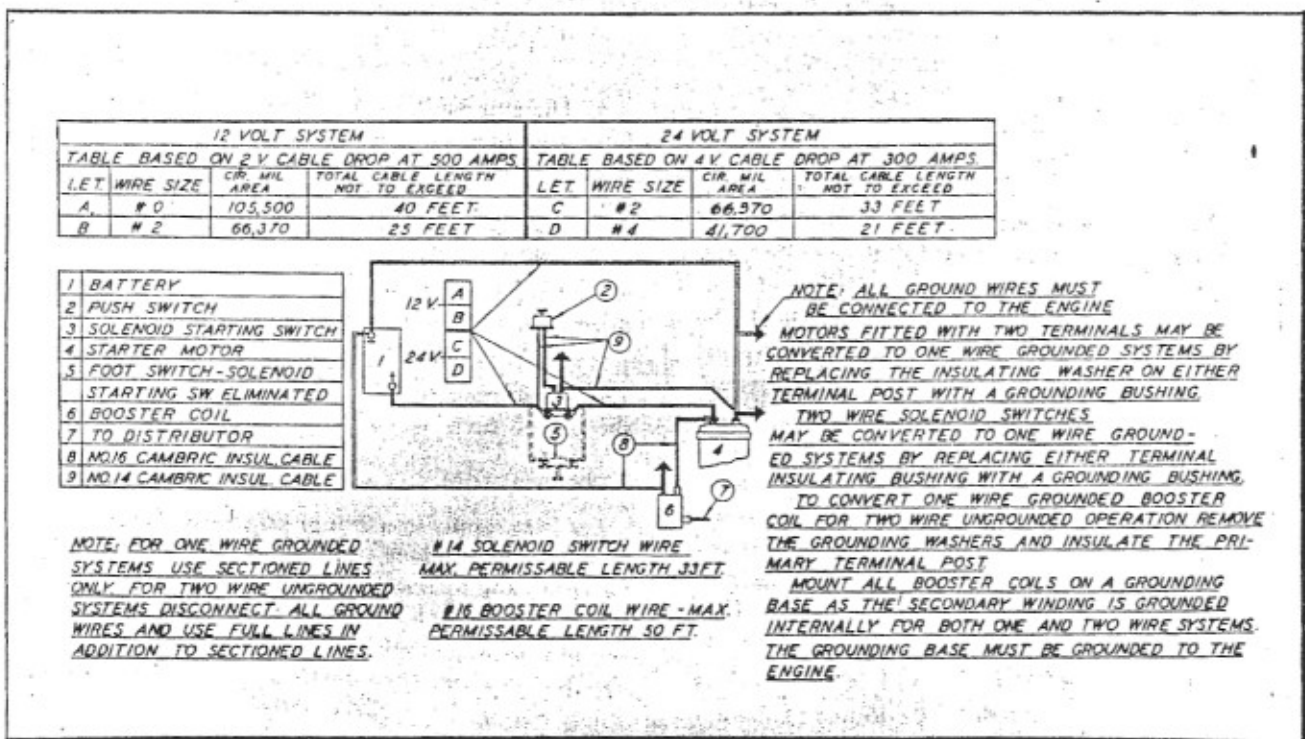 12 VOLT SYSTEM
24 VOLT SYSTEM
TABLE BASED ON 2 V CABLE DROP AT 500 AMPS.
TABLE BASED ON 4 V. CABLE DROP AT 300 AMPS.
LET. WIRE SIZE CIR. MIL AREA TOTAL CABLE LENGTH NOT TO EXCEED
LET. WIRE SIZE CIR. MIL AREA TOTAL CABLE LENGTH NOT TO EXCEED
A. #0 105,500 40 FEET.
C #2 66,370 33 FEET
B #2 66,370 25 FEET
D #4 41,700 21 FEET
1 BATTERY
2 PUSH SWITCH
3 SOLENOID STARTING SWITCH
4 STARTER MOTOR
5 FOOT SWITCH-SOLENOID
STARTING SW ELIMINATED
6 BOOSTER COIL
7 TO DISTRIBUTOR
8 NO.16 CAMBRIC INSUL. CABLE
9 NO.14 CAMBRIC INSUL. CABLE
12 V.
A
B
24 V.
C
D
1
2
3
9
5
8
4
6
7
NOTE: FOR ONE WIRE GROUNDED
SYSTEMS USE SECTIONED LINES
ONLY. FOR TWO WIRE UNGROUNDED
SYSTEMS DISCONNECT ALL GROUND
WIRES AND USE FULL LINES IN
ADDITION TO SECTIONED LINES.
#14 SOLENOID SWITCH WIRE
MAX. PERMISSABLE LENGTH 33FT.
#16 BOOSTER COIL WIRE - MAX.
PERMISSABLE LENGTH 50 FT.
NOTE: ALL GROUND WIRES MUST
BE CONNECTED TO THE ENGINE
MOTORS FITTED WITH TWO TERMINALS MAY BE
CONVERTED TO ONE WIRE GROUNDED SYSTEMS BY
REPLACING THE INSULATING WASHER ON EITHER
TERMINAL POST WITH A GROUNDING BUSHING.
TWO WIRE SOLENOID SWITCHES
MAY BE CONVERTED TO ONE WIRE GROUND-
ED SYSTEMS BY REPLACING EITHER TERMINAL
INSULATING BUSHING WITH A GROUNDING BUSHING.
TO CONVERT ONE WIRE GROUNDED BOOSTER
COIL FOR TWO WIRE UNGROUNDED OPERATION REMOVE
THE GROUNDING WASHERS AND INSULATE THE PRI-
MARY TERMINAL POST
MOUNT ALL BOOSTER COILS ON A GROUNDING
BASE AS THE SECONDARY WINDING IS GROUNDED
INTERNALLY FOR BOTH ONE AND TWO WIRE SYSTEMS.
THE GROUNDING BASE MUST BE GROUNDED TO THE
ENGINE.